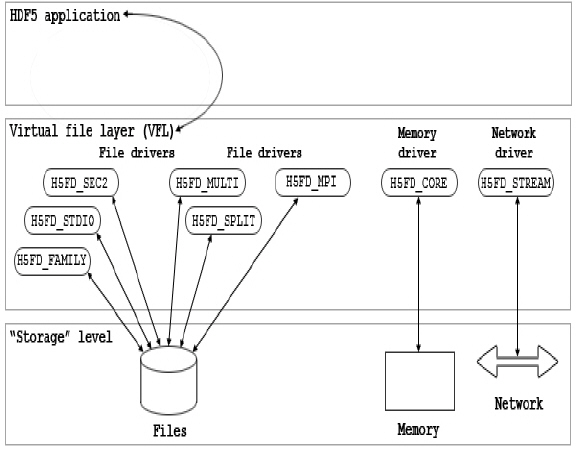 HDF5 application
Virtual file layer (VFL)
File drivers
File drivers
Memory driver
Network driver
H5FD_SEC2
H5FD_MULTI
H5FD_MPI
H5FD_CORE
H5FD_STREAM
H5FD_STDIO
H5FD_SPLIT
H5FD_FAMILY
“Storage” level
Files
Memory
Network